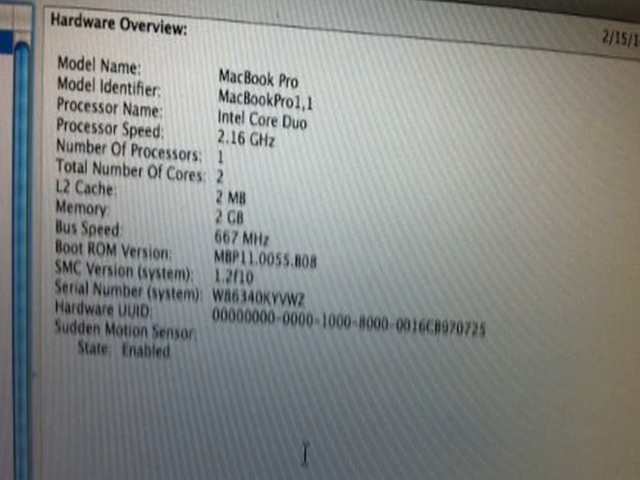 Hardware Overview:
2/15/1
Model Name: MacBook Pro
Model Identifier: MacBookPro1,1
Processor Name: Intel Core Duo
Processor Speed: 2.16 GHz
Number Of Processors: 1
Total Number Of Cores: 2
L2 Cache: 2 MB
Memory: 2 GB
Bus Speed: 667 MHz
Boot ROM Version: MBP11.0055.B08
SMC Version (system): 1.2f10
Serial Number (system): W86340KYVWZ
Hardware UUID: 00000000-0000-1000-8000-0016CB970725
Sudden Motion Sensor:
State: Enabled